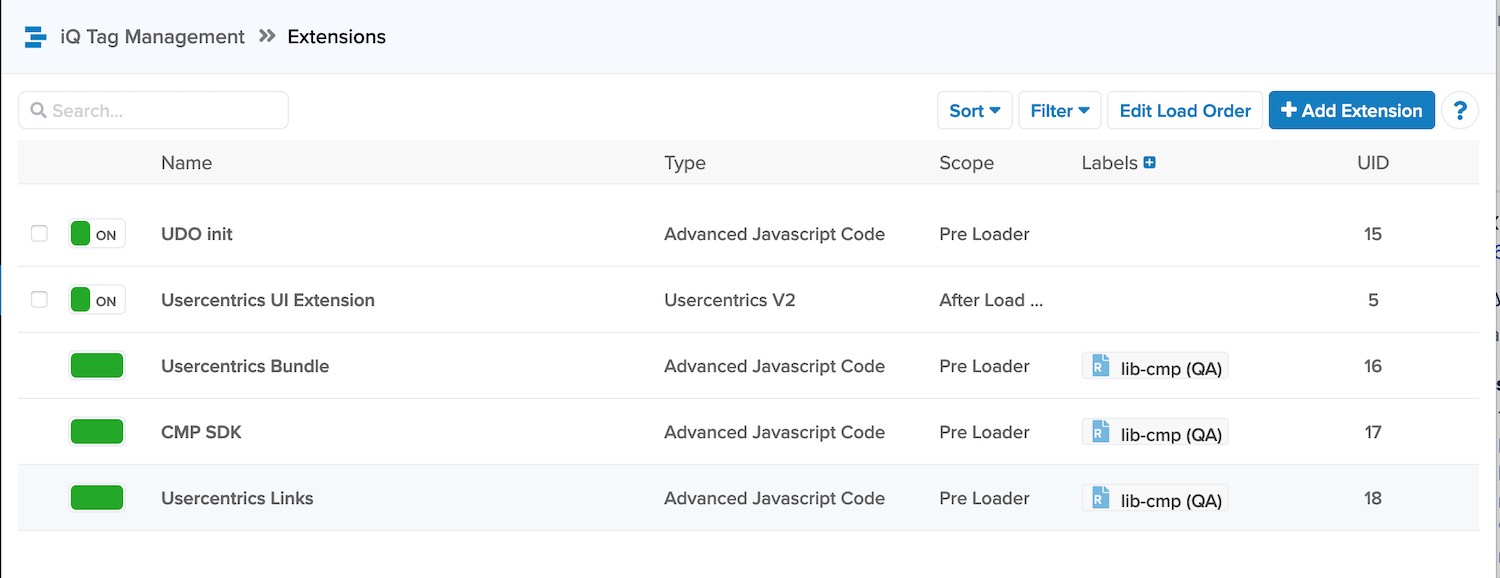 iQ Tag Management » Extensions
Search...
Sort Filter Edit Load Order + Add Extension ?
Name Type Scope Labels UID
ON UDO init Advanced Javascript Code Pre Loader 15
ON Usercentrics UI Extension Usercentrics V2 After Load ... 5
Usercentrics Bundle Advanced Javascript Code Pre Loader R lib-cmp (QA) 16
CMP SDK Advanced Javascript Code Pre Loader R lib-cmp (QA) 17
Usercentrics Links Advanced Javascript Code Pre Loader R lib-cmp (QA) 18